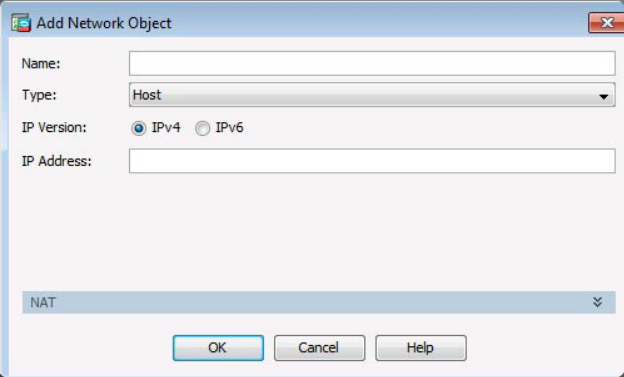 Add Network Object
Name:
Type: Host
IP Version: IPv4 IPv6
IP Address:
NAT
OK Cancel Help